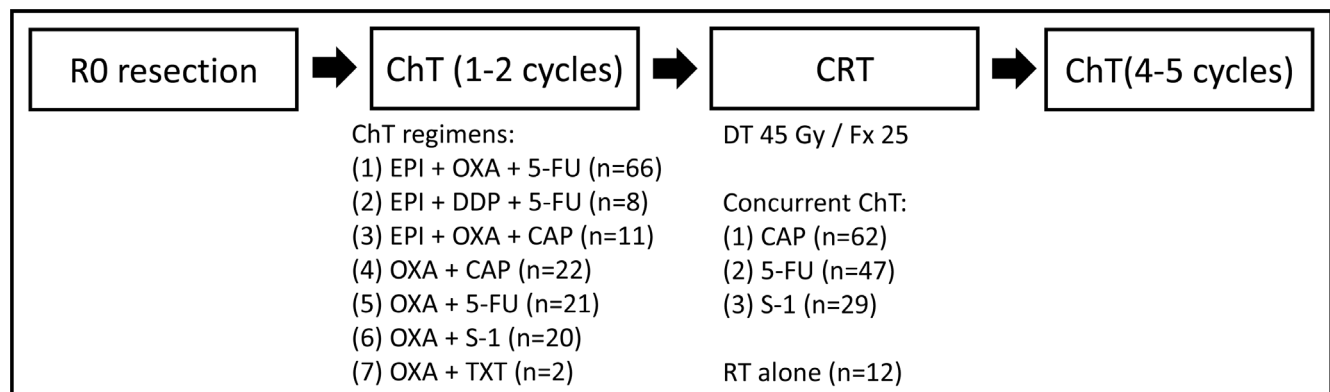 R0 resection
ChT (1-2 cycles)
CRT
ChT(4-5 cycles)
ChT regimens:
(1) EPI + OXA + 5-FU (n=66)
(2) EPI + DDP + 5-FU (n=8)
(3) EPI + OXA + CAP (n=11)
(4) OXA + CAP (n=22)
(5) OXA + 5-FU (n=21)
(6) OXA + S-1 (n=20)
(7) OXA + TXT (n=2)
DT 45 Gy / Fx 25
Concurrent ChT:
(1) CAP (n=62)
(2) 5-FU (n=47)
(3) S-1 (n=29)
RT alone (n=12)